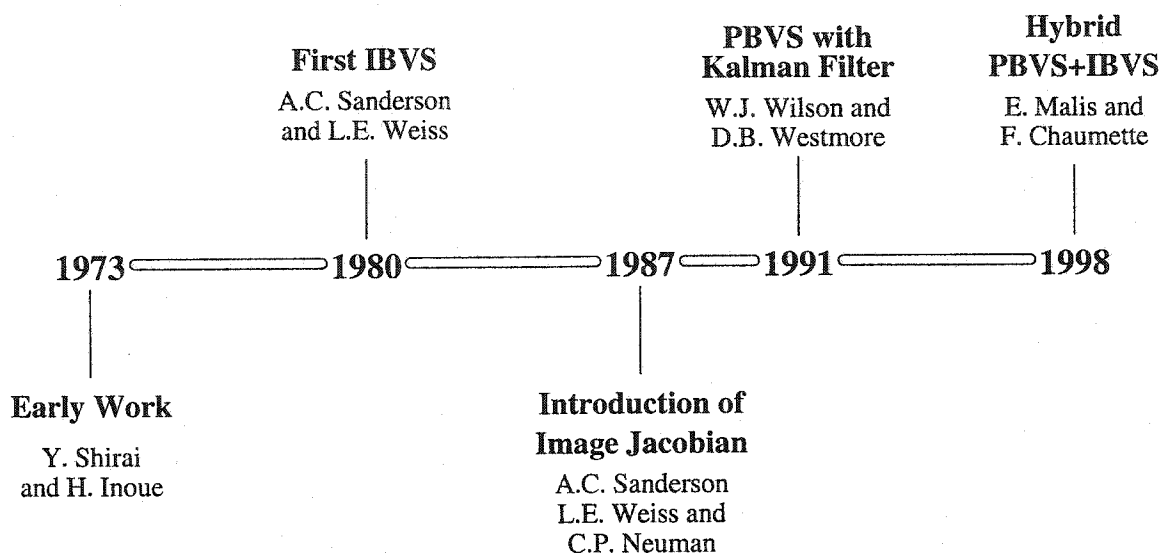 First IBVS
A.C. Sanderson
and L.E. Weiss
PBVS with
Kalman Filter
W.J. Wilson and
D.B. Westmore
Hybrid
PBVS+IBVS
E. Malis and
F. Chaumette
1973 1980 1987 1991 1998
Early Work
Y. Shirai
and H. Inoue
Introduction of
Image Jacobian
A.C. Sanderson
L.E. Weiss and
C.P. Neuman